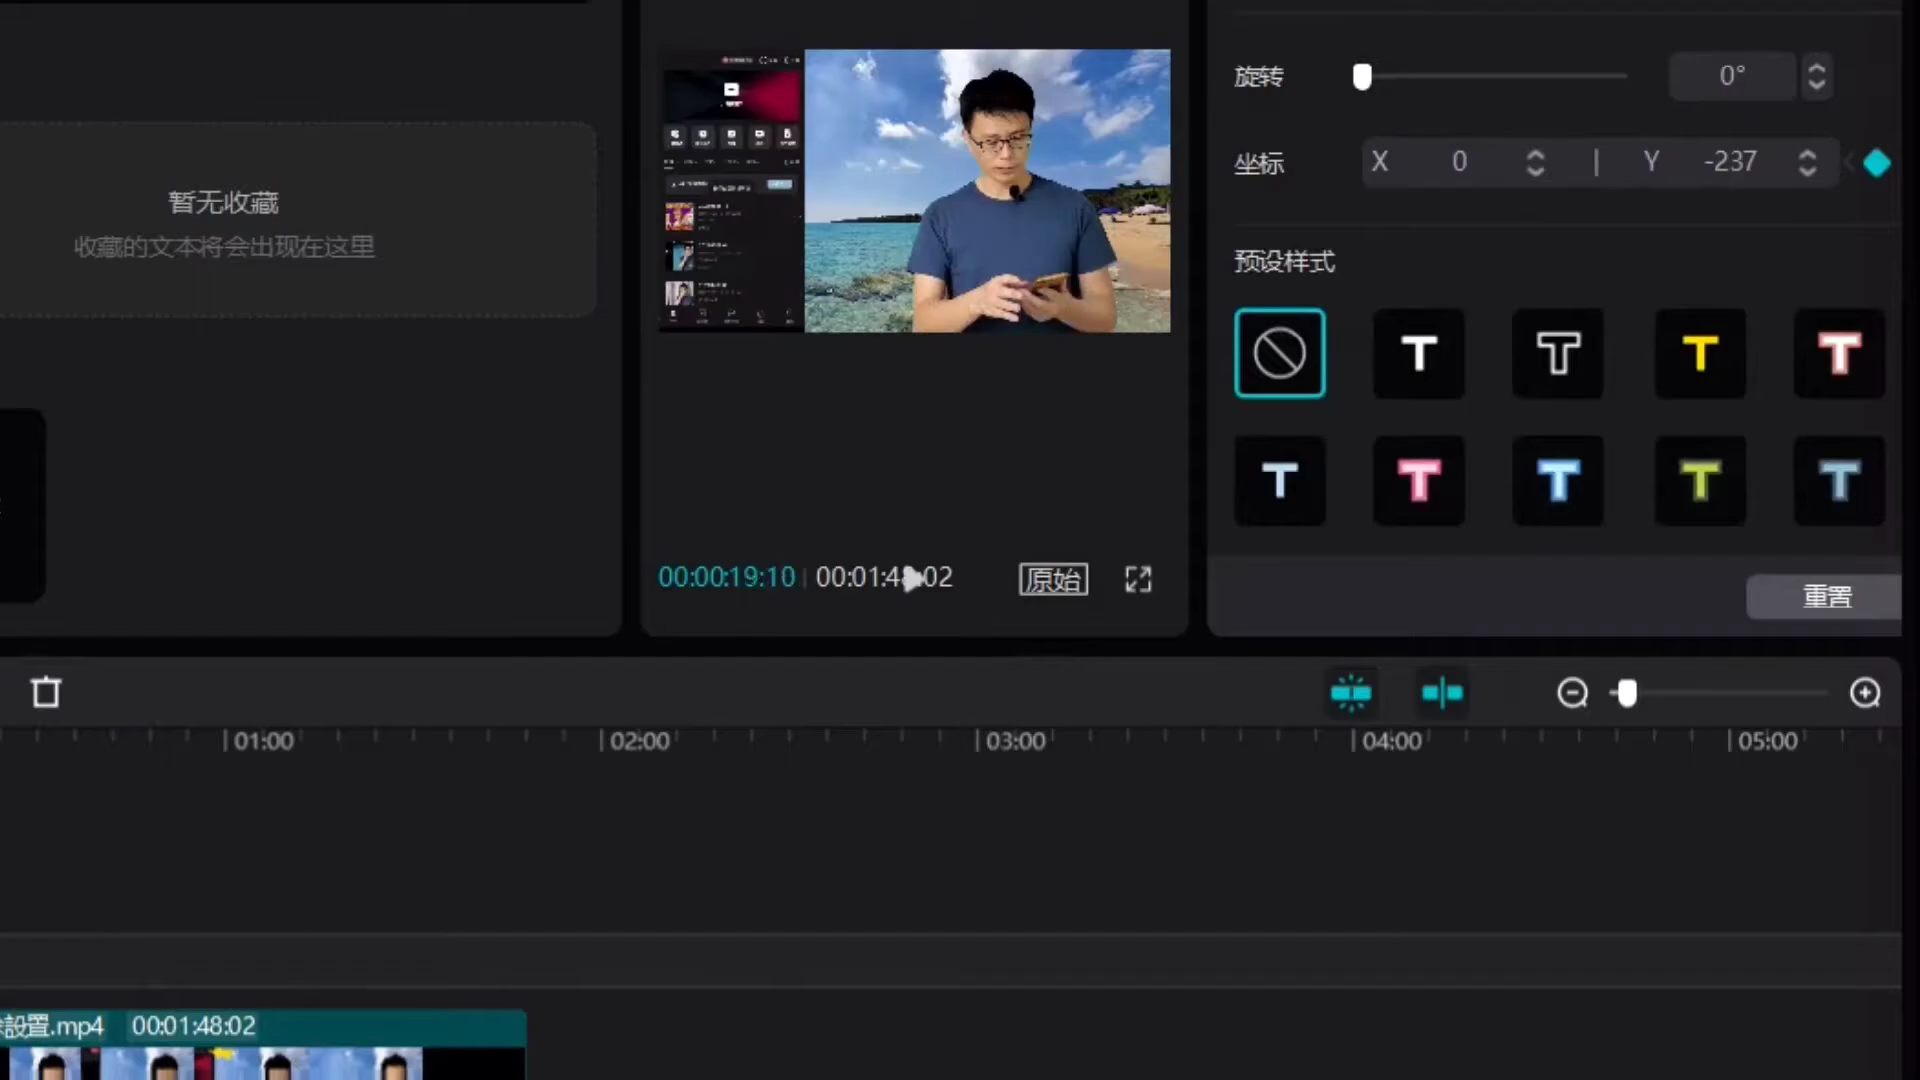 暂无收藏
收藏的文本将会出现在这里
00:00:19:10
原始
旋转 0°
坐标 X 0 | Y -237
预设样式
T T T T
T T T T T
重置
01:00 02:00 03:00 04:00 05:00
設置.mp4 00:01:48:02